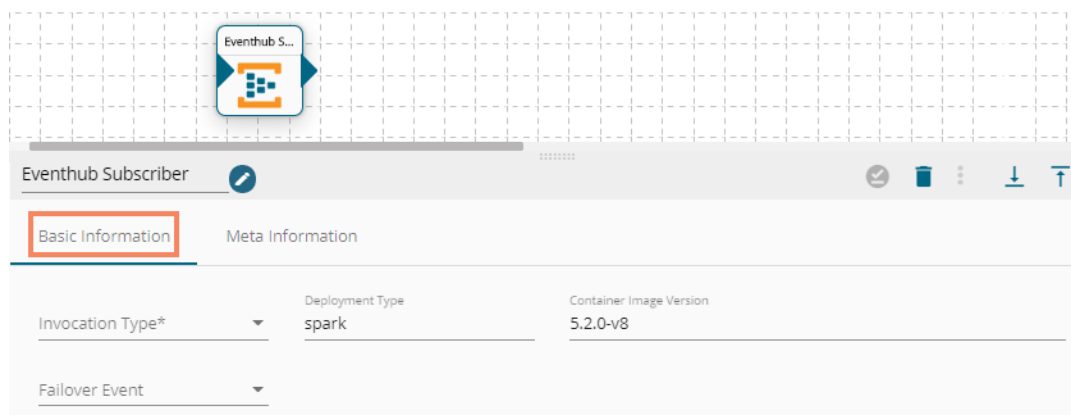 Eventhub S...
Eventhub Subscriber
Basic Information
Meta Information
Deployment Type
Container Image Version
Invocation Type*
spark
5.2.0-v8
Failover Event